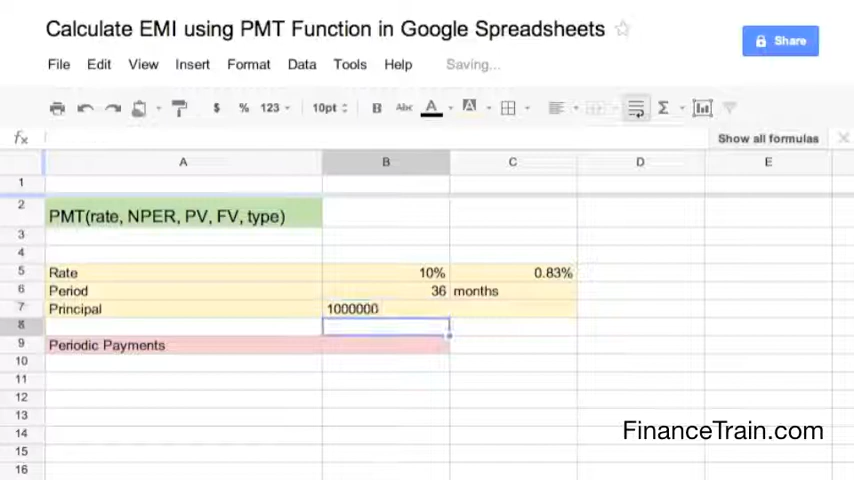 Calculate EMI using PMT Function in Google Spreadsheets
Share
File Edit View Insert Format Data Tools Help Saving...
$ % 123 10pt B Abc A A Σ
fx Show all formulas
A B C D E
1
2 PMT(rate, NPER, PV, FV, type)
3
4
5 Rate 10% 0.83%
6 Period 36 months
7 Principal 1000000
8
9 Periodic Payments
10
11
12
13
14 FinanceTrain.com
15
16